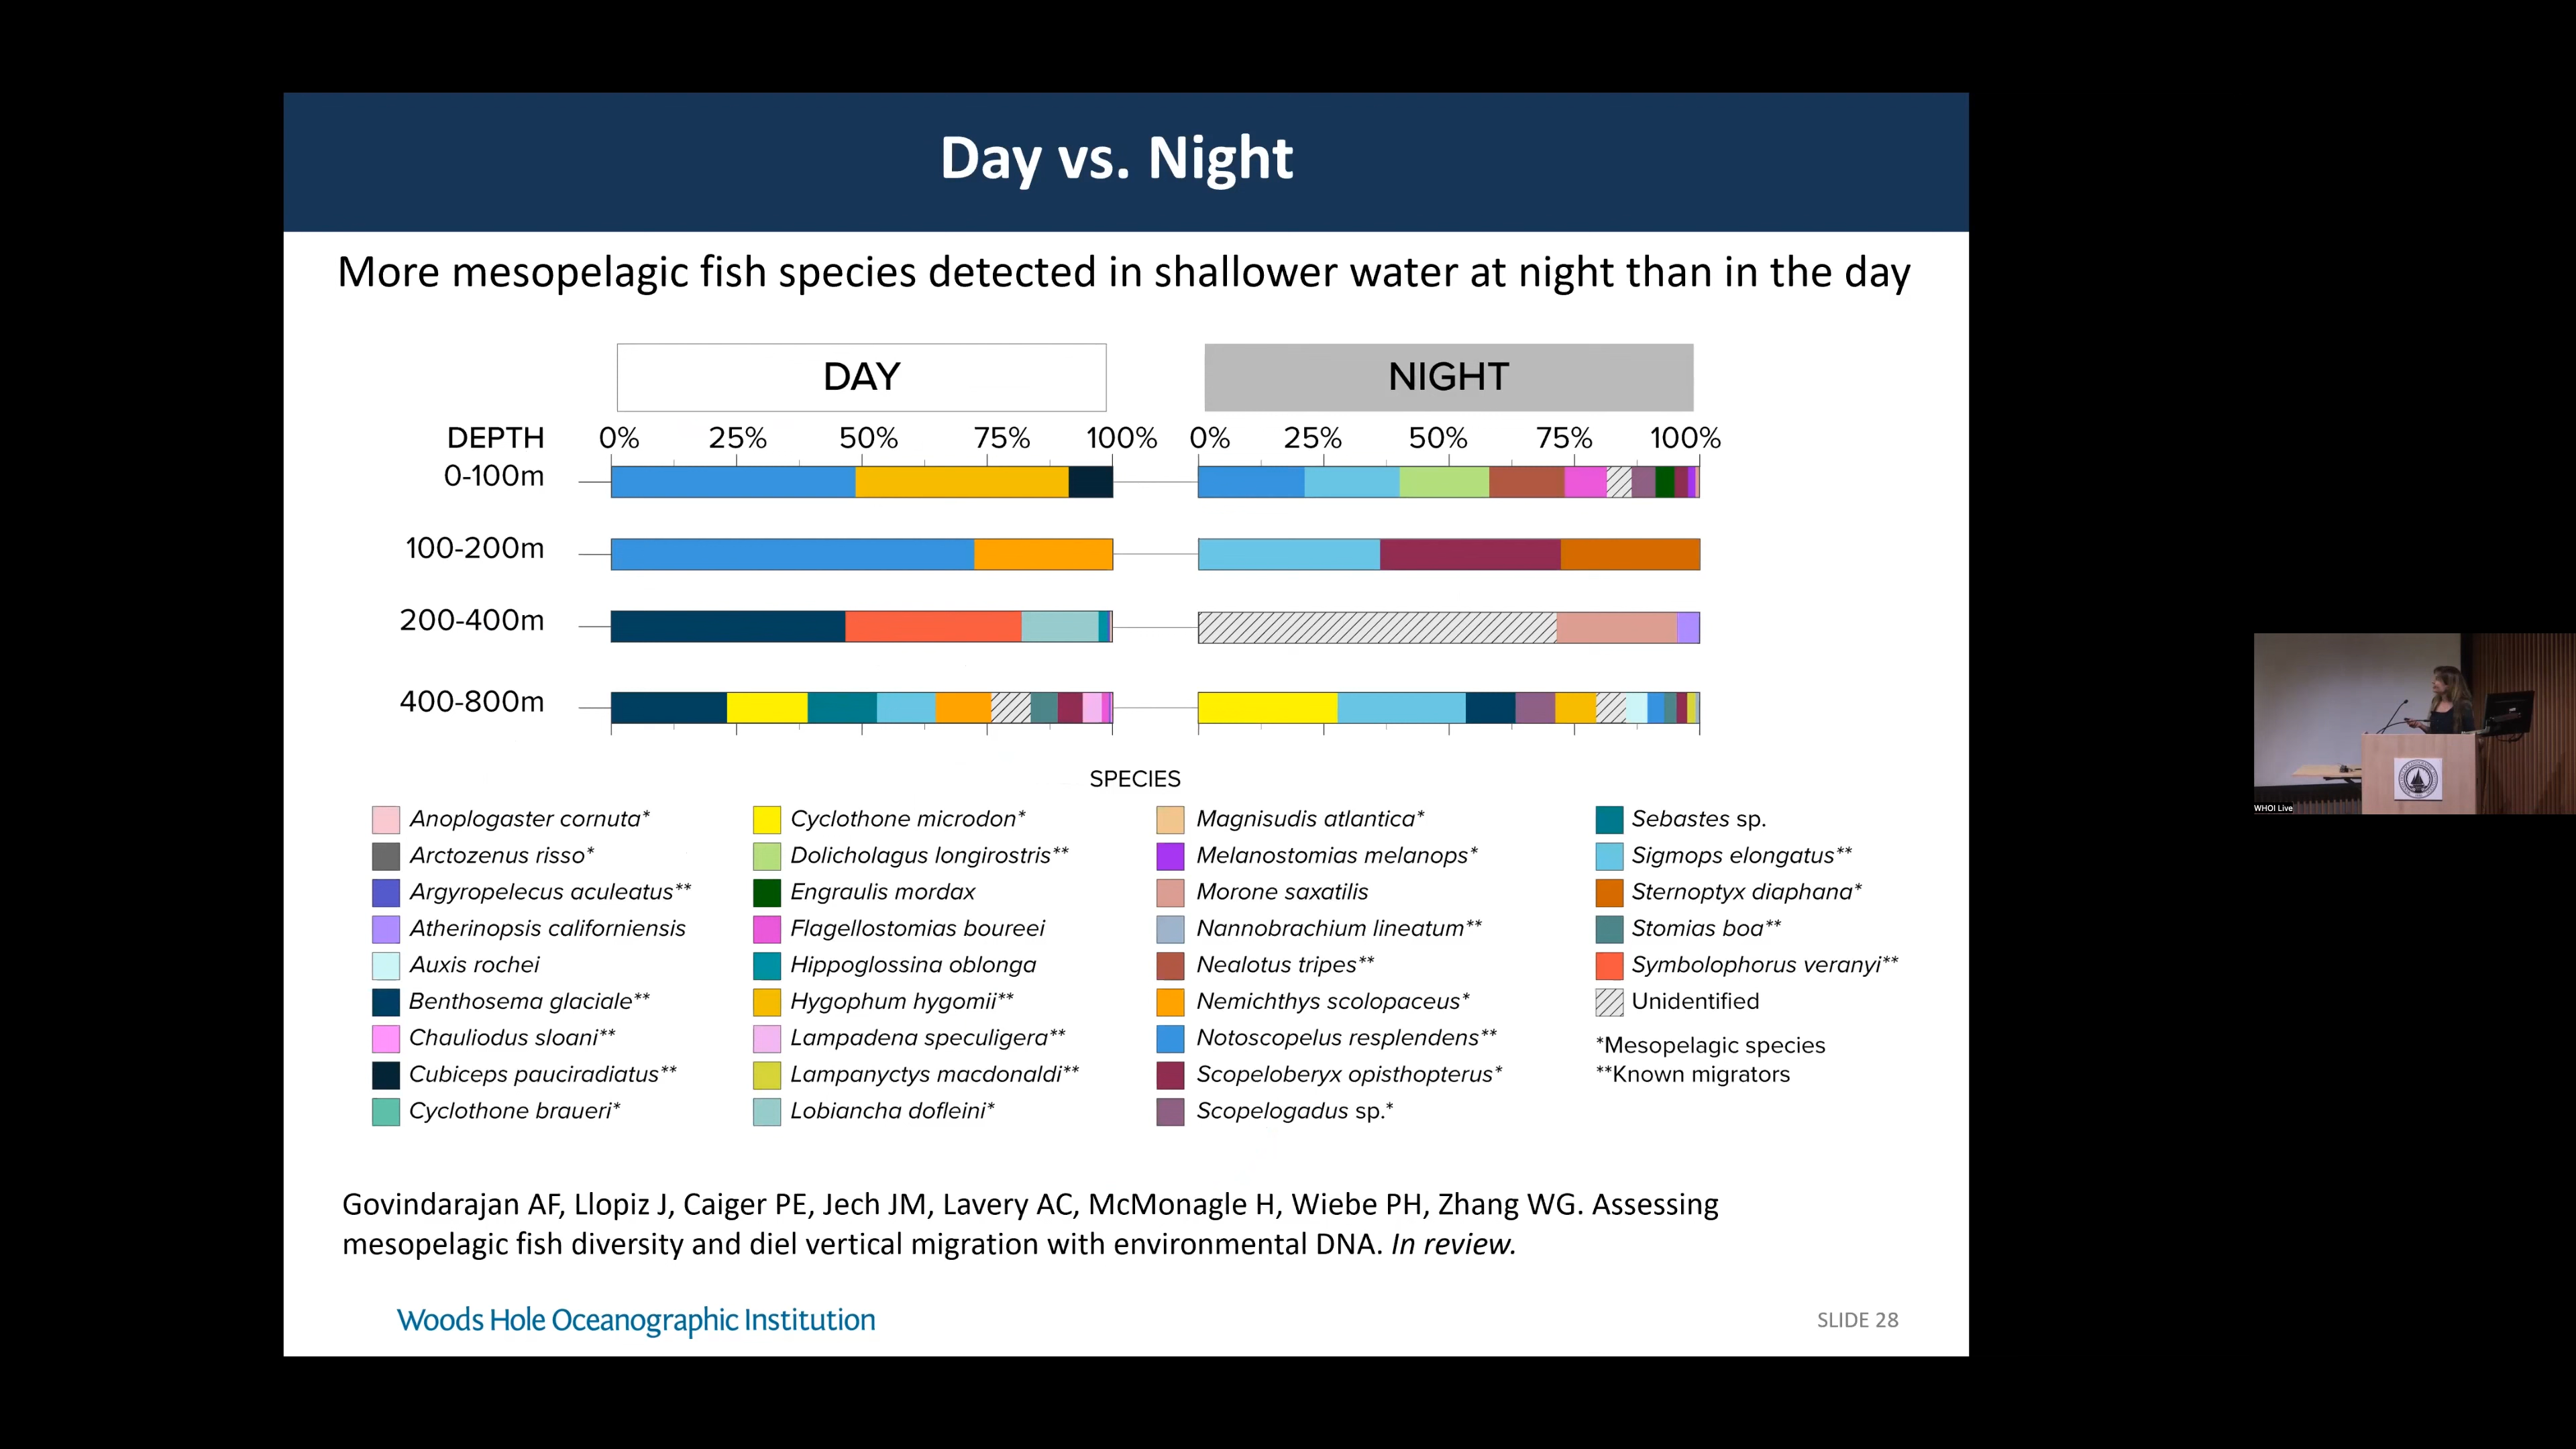 Day vs. Night
More mesopelagic fish species detected in shallower water at night than in the day
DAY
NIGHT
DEPTH 0% 25% 50% 75% 100% 0% 25% 50% 75% 100%
0-100m
100-200m
200-400m
400-800m
SPECIES
Anoplogaster cornuta*
Arctozenus risso*
Argyropelecus aculeatus**
Atherinopsis californiensis
Auxis rochei
Benthosema glaciale**
Chauliodus sloani**
Cubiceps pauciradiatus**
Cyclothone braueri*
Cyclothone microdon*
Dolicholagus longirostris**
Engraulis mordax
Flagellostomias boureei
Hippoglossina oblonga
Hygophum hygomii**
Lampadena speculigera**
Lampanyctys macdonaldi**
Lobiancha dofleini*
Magnisudis atlantica*
Melanostomias melanops*
Morone saxatilis
Nannobrachium lineatum**
Nealotus tripes**
Nemichthys scolopaceus*
Notoscopelus resplendens**
Scopeloberyx opisthopterus*
Scopelogadus sp.*
Sebastes sp.
Sigmops elongatus**
Sternoptyx diaphana*
Stomias boa**
Symbolophorus veranyi**
Unidentified
*Mesopelagic species
**Known migrators
Govindarajan AF, Llopiz J, Caiger PE, Jech JM, Lavery AC, McMonagle H, Wiebe PH, Zhang WG. Assessing
mesopelagic fish diversity and diel vertical migration with environmental DNA. In review.
Woods Hole Oceanographic Institution
SLIDE 28
WHOI Live